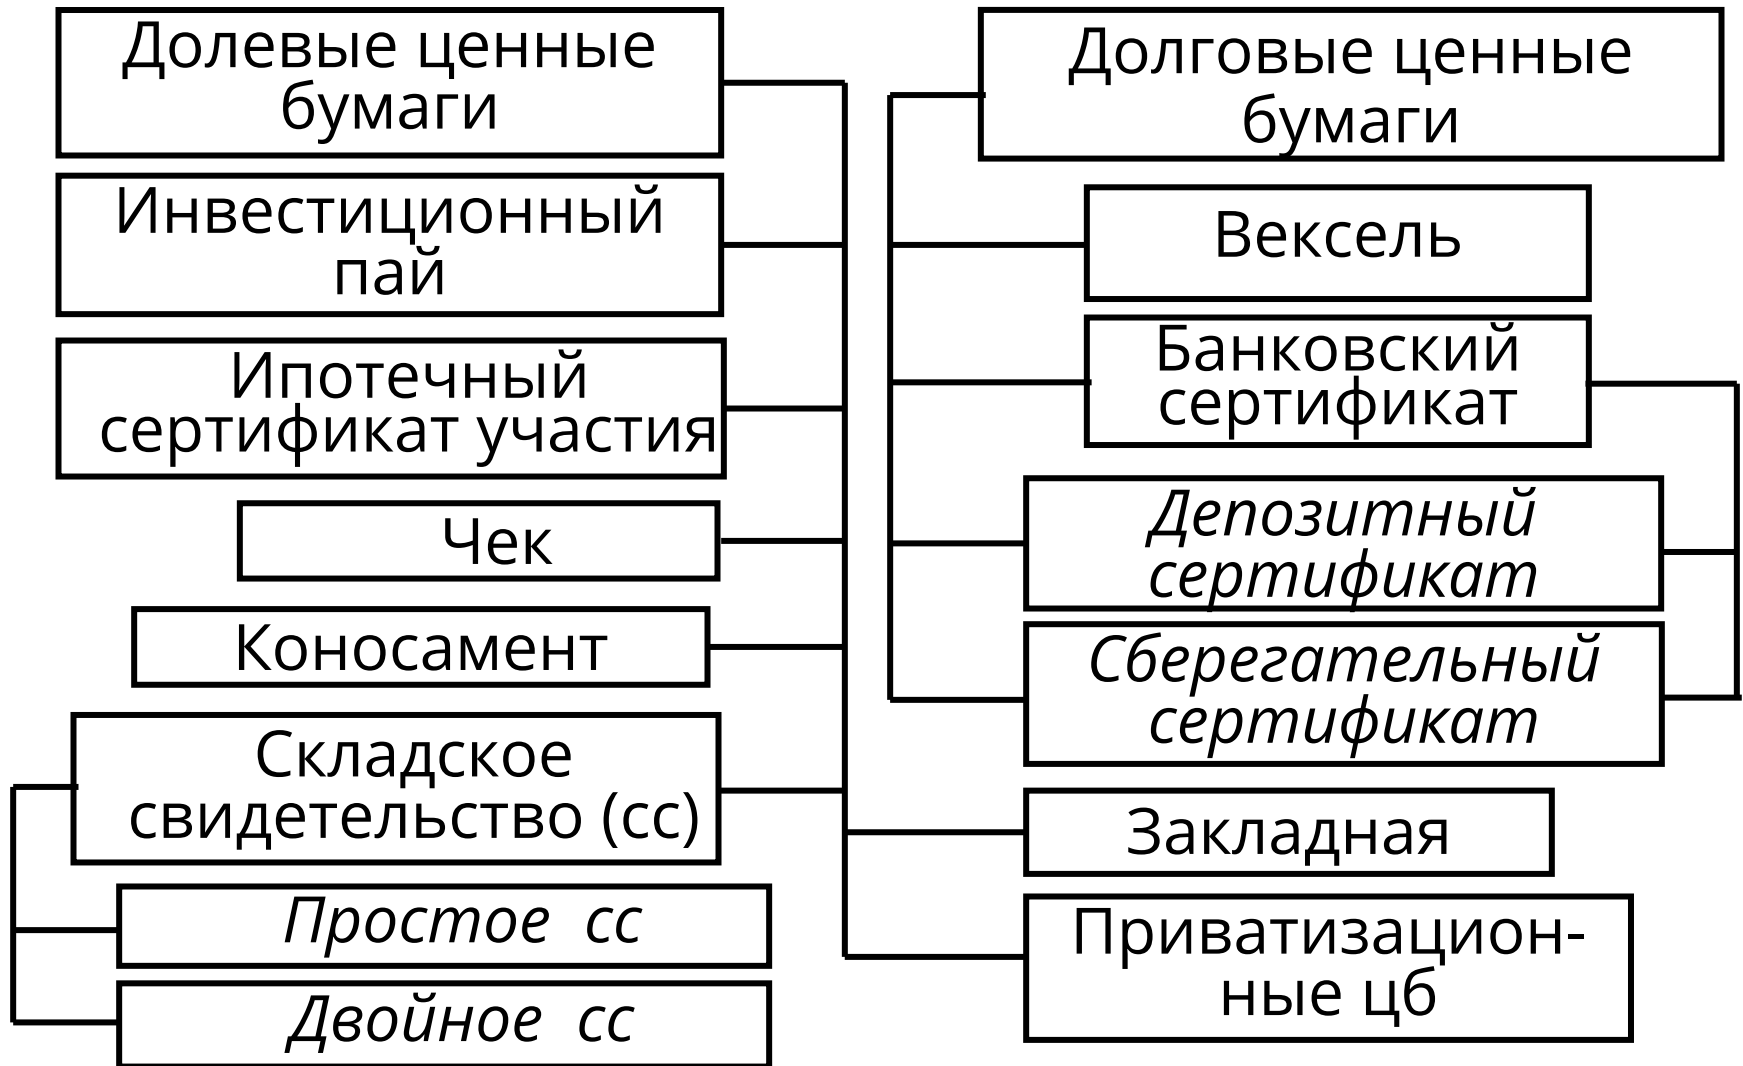 Долевые ценные
бумаги
Инвестиционный
пай
Ипотечный
сертификат участия
Чек
Коносамент
Складское
свидетельство (сс)
Простое сс
Двойное сс
Долговые ценные
бумаги
Вексель
Банковский
сертификат
Депозитный
сертификат
Сберегательный
сертификат
Закладная
Приватизацион-
ные цб